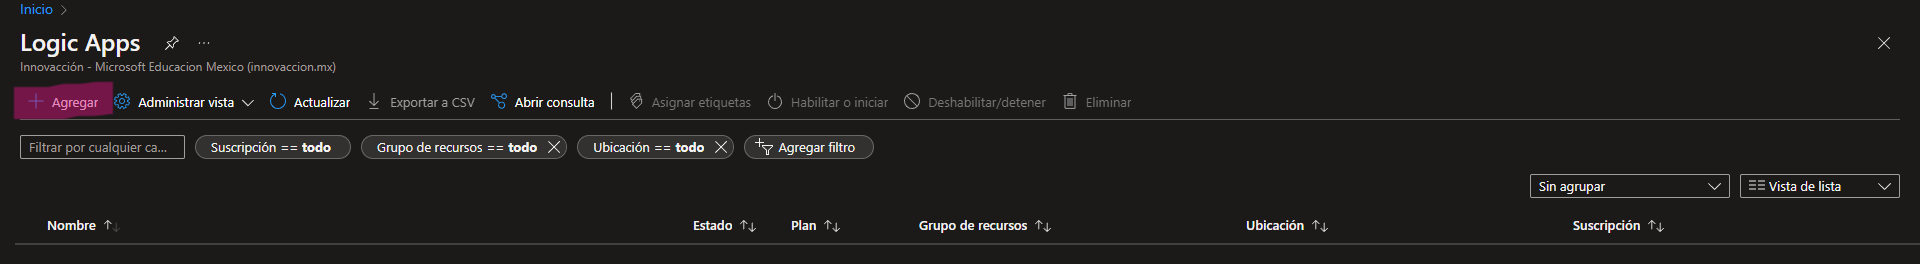 Inicio
Logic Apps
Innovacción - Microsoft Educacion Mexico (innovaccion.mx)
Agregar Administrar vista Actualizar Exportar a CSV Abrir consulta Asignar etiquetas Habilitar o iniciar Deshabilitar/detener Eliminar
Filtrar por cualquier ca... Suscripción == todo Grupo de recursos == todo Ubicación == todo Agregar filtro
Sin agrupar Vista de lista
Nombre Estado Plan Grupo de recursos Ubicación Suscripción